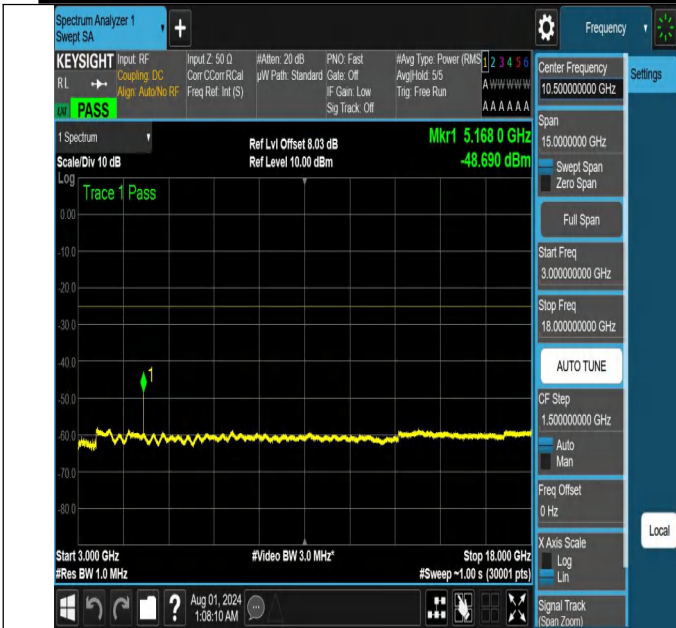 Spectrum Analyzer 1
Swept SA
+
Frequency
KEYSIGHT
RL
PASS
Input: RF
Coupling: DC
Align: Auto/No RF
Input Z: 50 Ω
Corr CCorr RCal
Freq Ref: Int (S)
#Atten: 20 dB
µW Path: Standard
PNO: Fast
Gate: Off
IF Gain: Low
Sig Track: Off
#Avg Type: Power (RMS
Avg|Hold: 5/5
Trig: Free Run
1 2 3 4 5 6
A W W W W W
A A A A A A
1 Spectrum
Scale/Div 10 dB
Ref Lvl Offset 8.03 dB
Ref Level 10.00 dBm
Mkr1 5.168 0 GHz
-48.690 dBm
Log
Trace 1 Pass
0.00
-10.0
-20.0
-30.0
-40.0
-50.0
-60.0
-70.0
-80.0
1
Start 3.000 GHz
#Res BW 1.0 MHz
#Video BW 3.0 MHz*
Stop 18.000 GHz
#Sweep ~1.00 s (30001 pts)
Center Frequency
10.500000000 GHz
Settings
Span
15.0000000 GHz
Swept Span
Zero Span
Full Span
Start Freq
3.000000000 GHz
Stop Freq
18.000000000 GHz
AUTO TUNE
CF Step
1.500000000 GHz
Auto
Man
Freq Offset
0 Hz
X Axis Scale
Log
Lin
Local
Signal Track
(Span Zoom)
?
Aug 01, 2024
1:08:10 AM